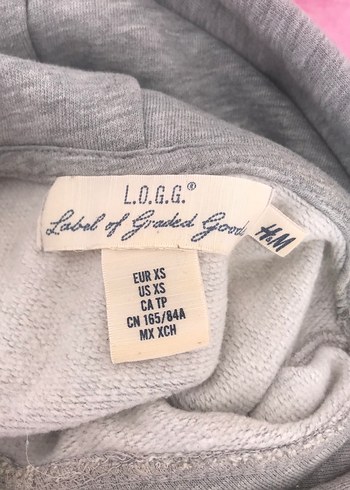 L.O.G.G.®
Label of Graded Goods
H&M
EUR XS
US XS
CA TP
CN 165/84A
MX XCH